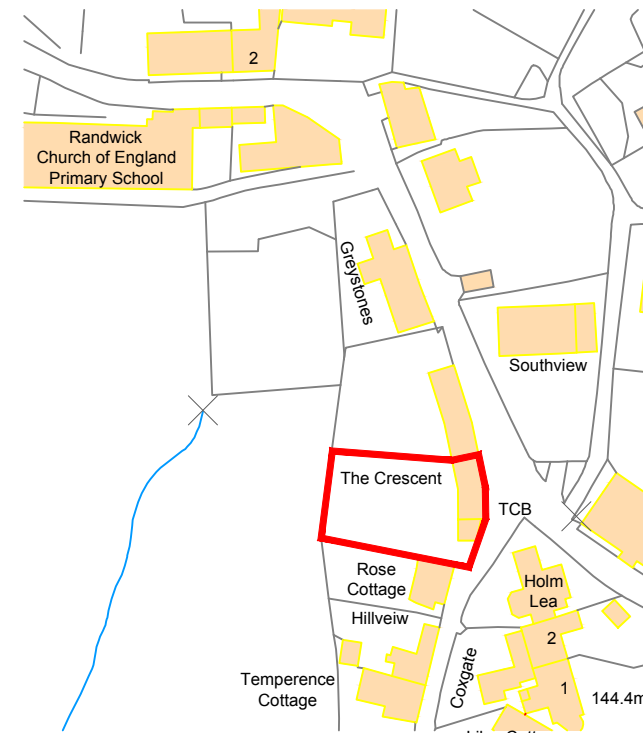 2
Randwick
Church of England
Primary School
Greystones
Southview
The Crescent
TCB
Rose
Cottage
Holm
Lea
Hillveiw
2
Coxgate
Temperence
Cottage
1
144.4m